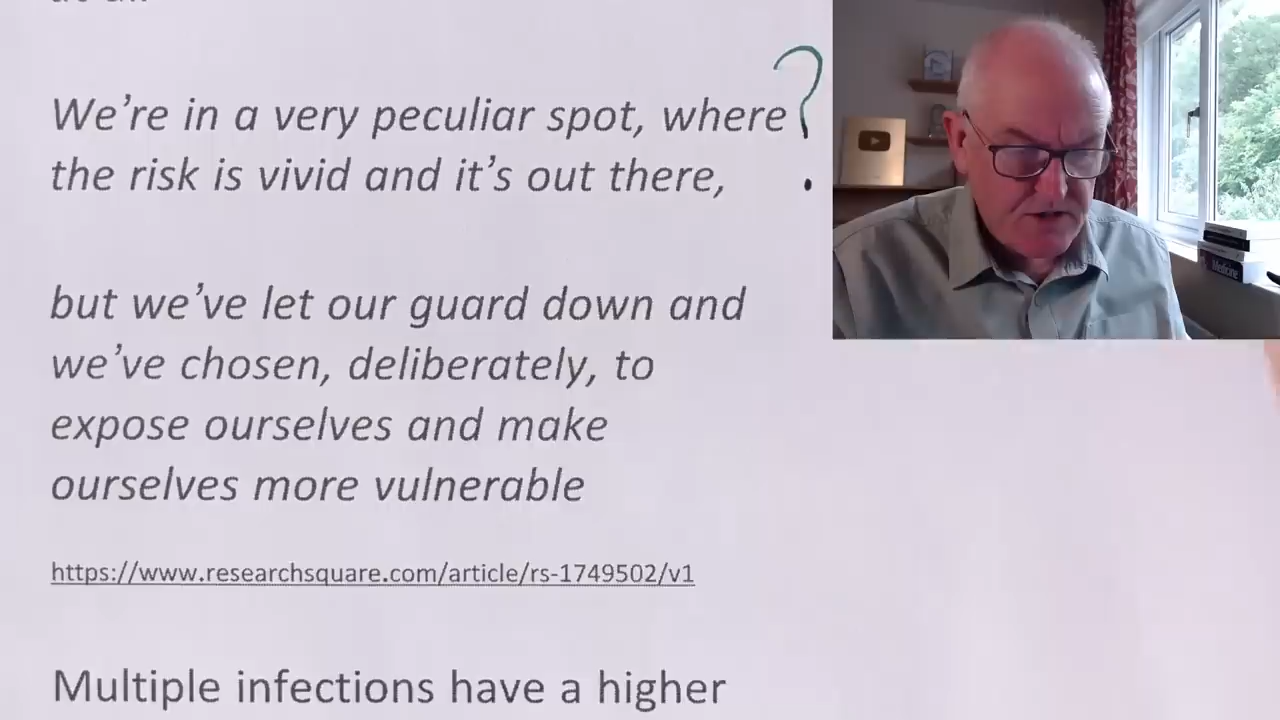 We’re in a very peculiar spot, where ?
the risk is vivid and it’s out there,
but we’ve let our guard down and
we’ve chosen, deliberately, to
expose ourselves and make
ourselves more vulnerable
https://www.researchsquare.com/article/rs-1749502/v1
Multiple infections have a higher
Medicine